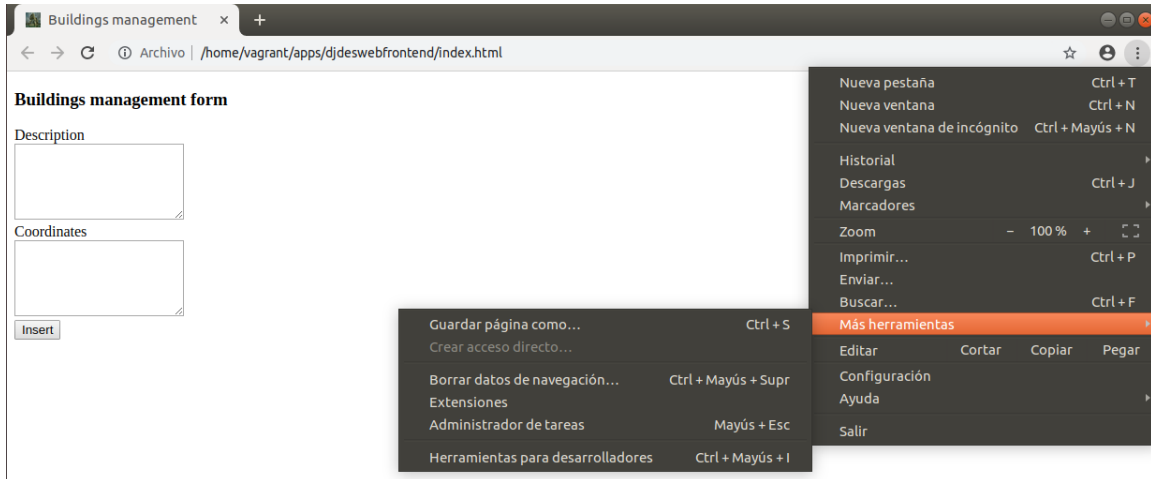 Buildings management
Archivo | /home/vagrant/apps/djdeswebfrontend/index.html
Buildings management form
Description
Coordinates
Insert
Nueva pestaña Ctrl + T
Nueva ventana Ctrl + N
Nueva ventana de incógnito Ctrl + Mayús + N
Historial
Descargas Ctrl + J
Marcadores
Zoom − 100 % +
Imprimir… Ctrl + P
Enviar…
Buscar… Ctrl + F
Más herramientas
Editar Cortar Copiar Pegar
Configuración
Ayuda
Salir
Guardar página como… Ctrl + S
Crear acceso directo…
Borrar datos de navegación… Ctrl + Mayús + Supr
Extensiones
Administrador de tareas Mayús + Esc
Herramientas para desarrolladores Ctrl + Mayús + I